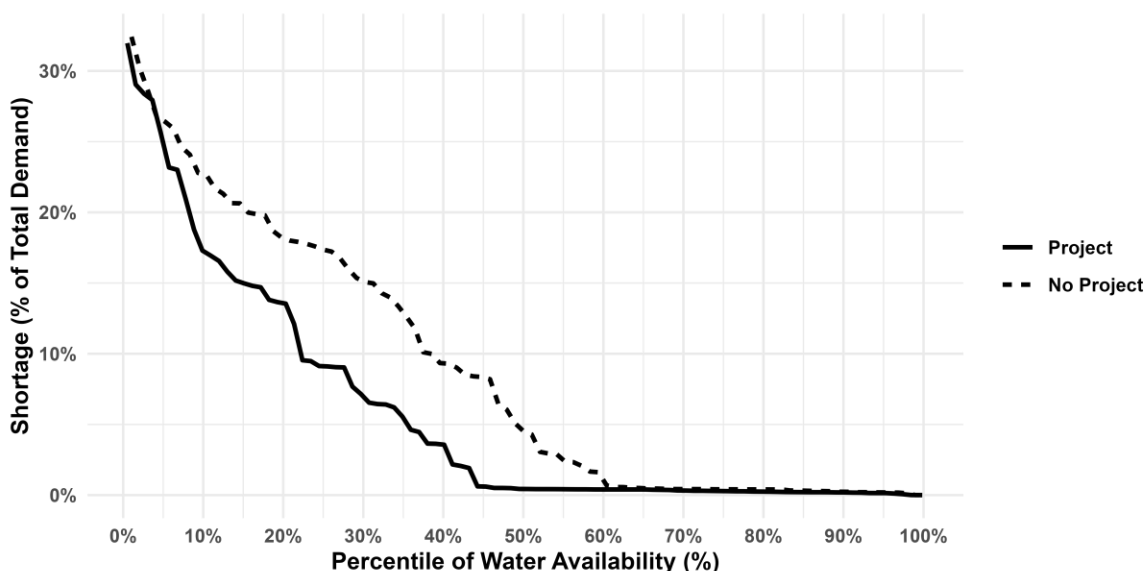 Shortage (% of Total Demand)
30%
20%
10%
0%
0% 10% 20% 30% 40% 50% 60% 70% 80% 90% 100%
Percentile of Water Availability (%)
Project
No Project